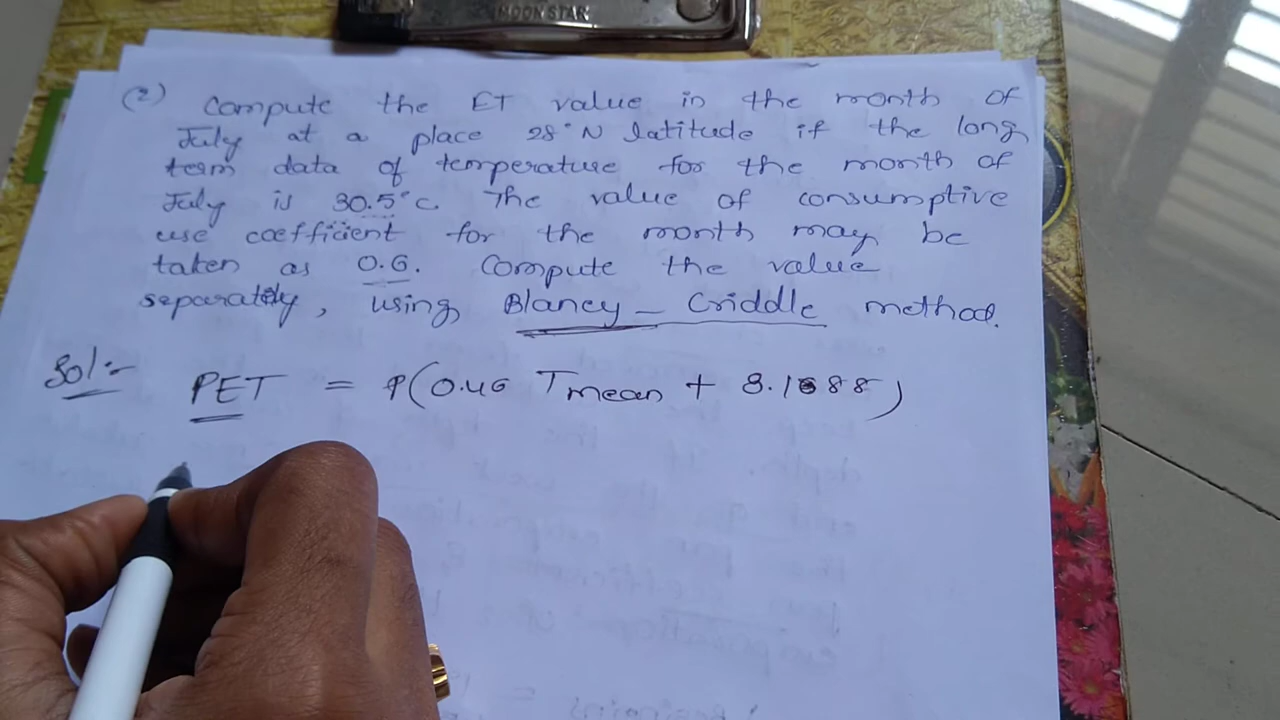 MOONSTAR
(2) Compute the ET value in the month of
July at a place 28°N latitude if the long
term data of temperature for the month of
July is 30.5°c. The value of consumptive
use coefficient for the month may be
taken as 0.6. Compute the value
separately, using Blaney - Criddle method.
Sol:-
PET = P(0.46 Tmean + 8.1688)